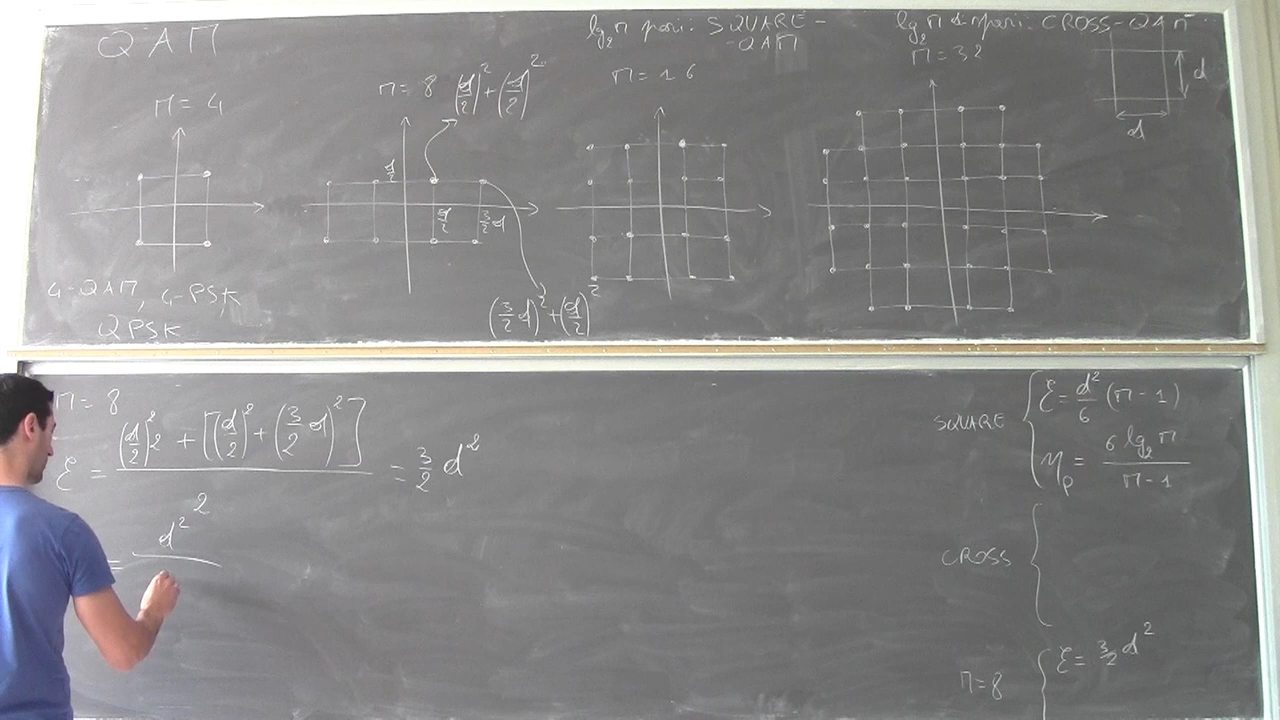 QAM
lg₂ M pari: SQUARE-
-QAM
lg₂ M dispari: CROSS-QAM
M = 4
M = 8 (d/2)² + (d/2)²
M = 16
M = 32
d
d
d/2
d/2 3/2 d
4-QAM, 4-PSK,
QPSK
(3/2 d)² + (d/2)²
M = 8
ℰ = ((d/2)² 2 + [(d/2)² + (3/2 d)²]) / 2 = 3/2 d²
= d² /
SQUARE { ℰ = d²/6 (M-1)
η_p = 6 lg₂ M / (M-1)
CROSS {
M = 8 { ℰ = 3/2 d²